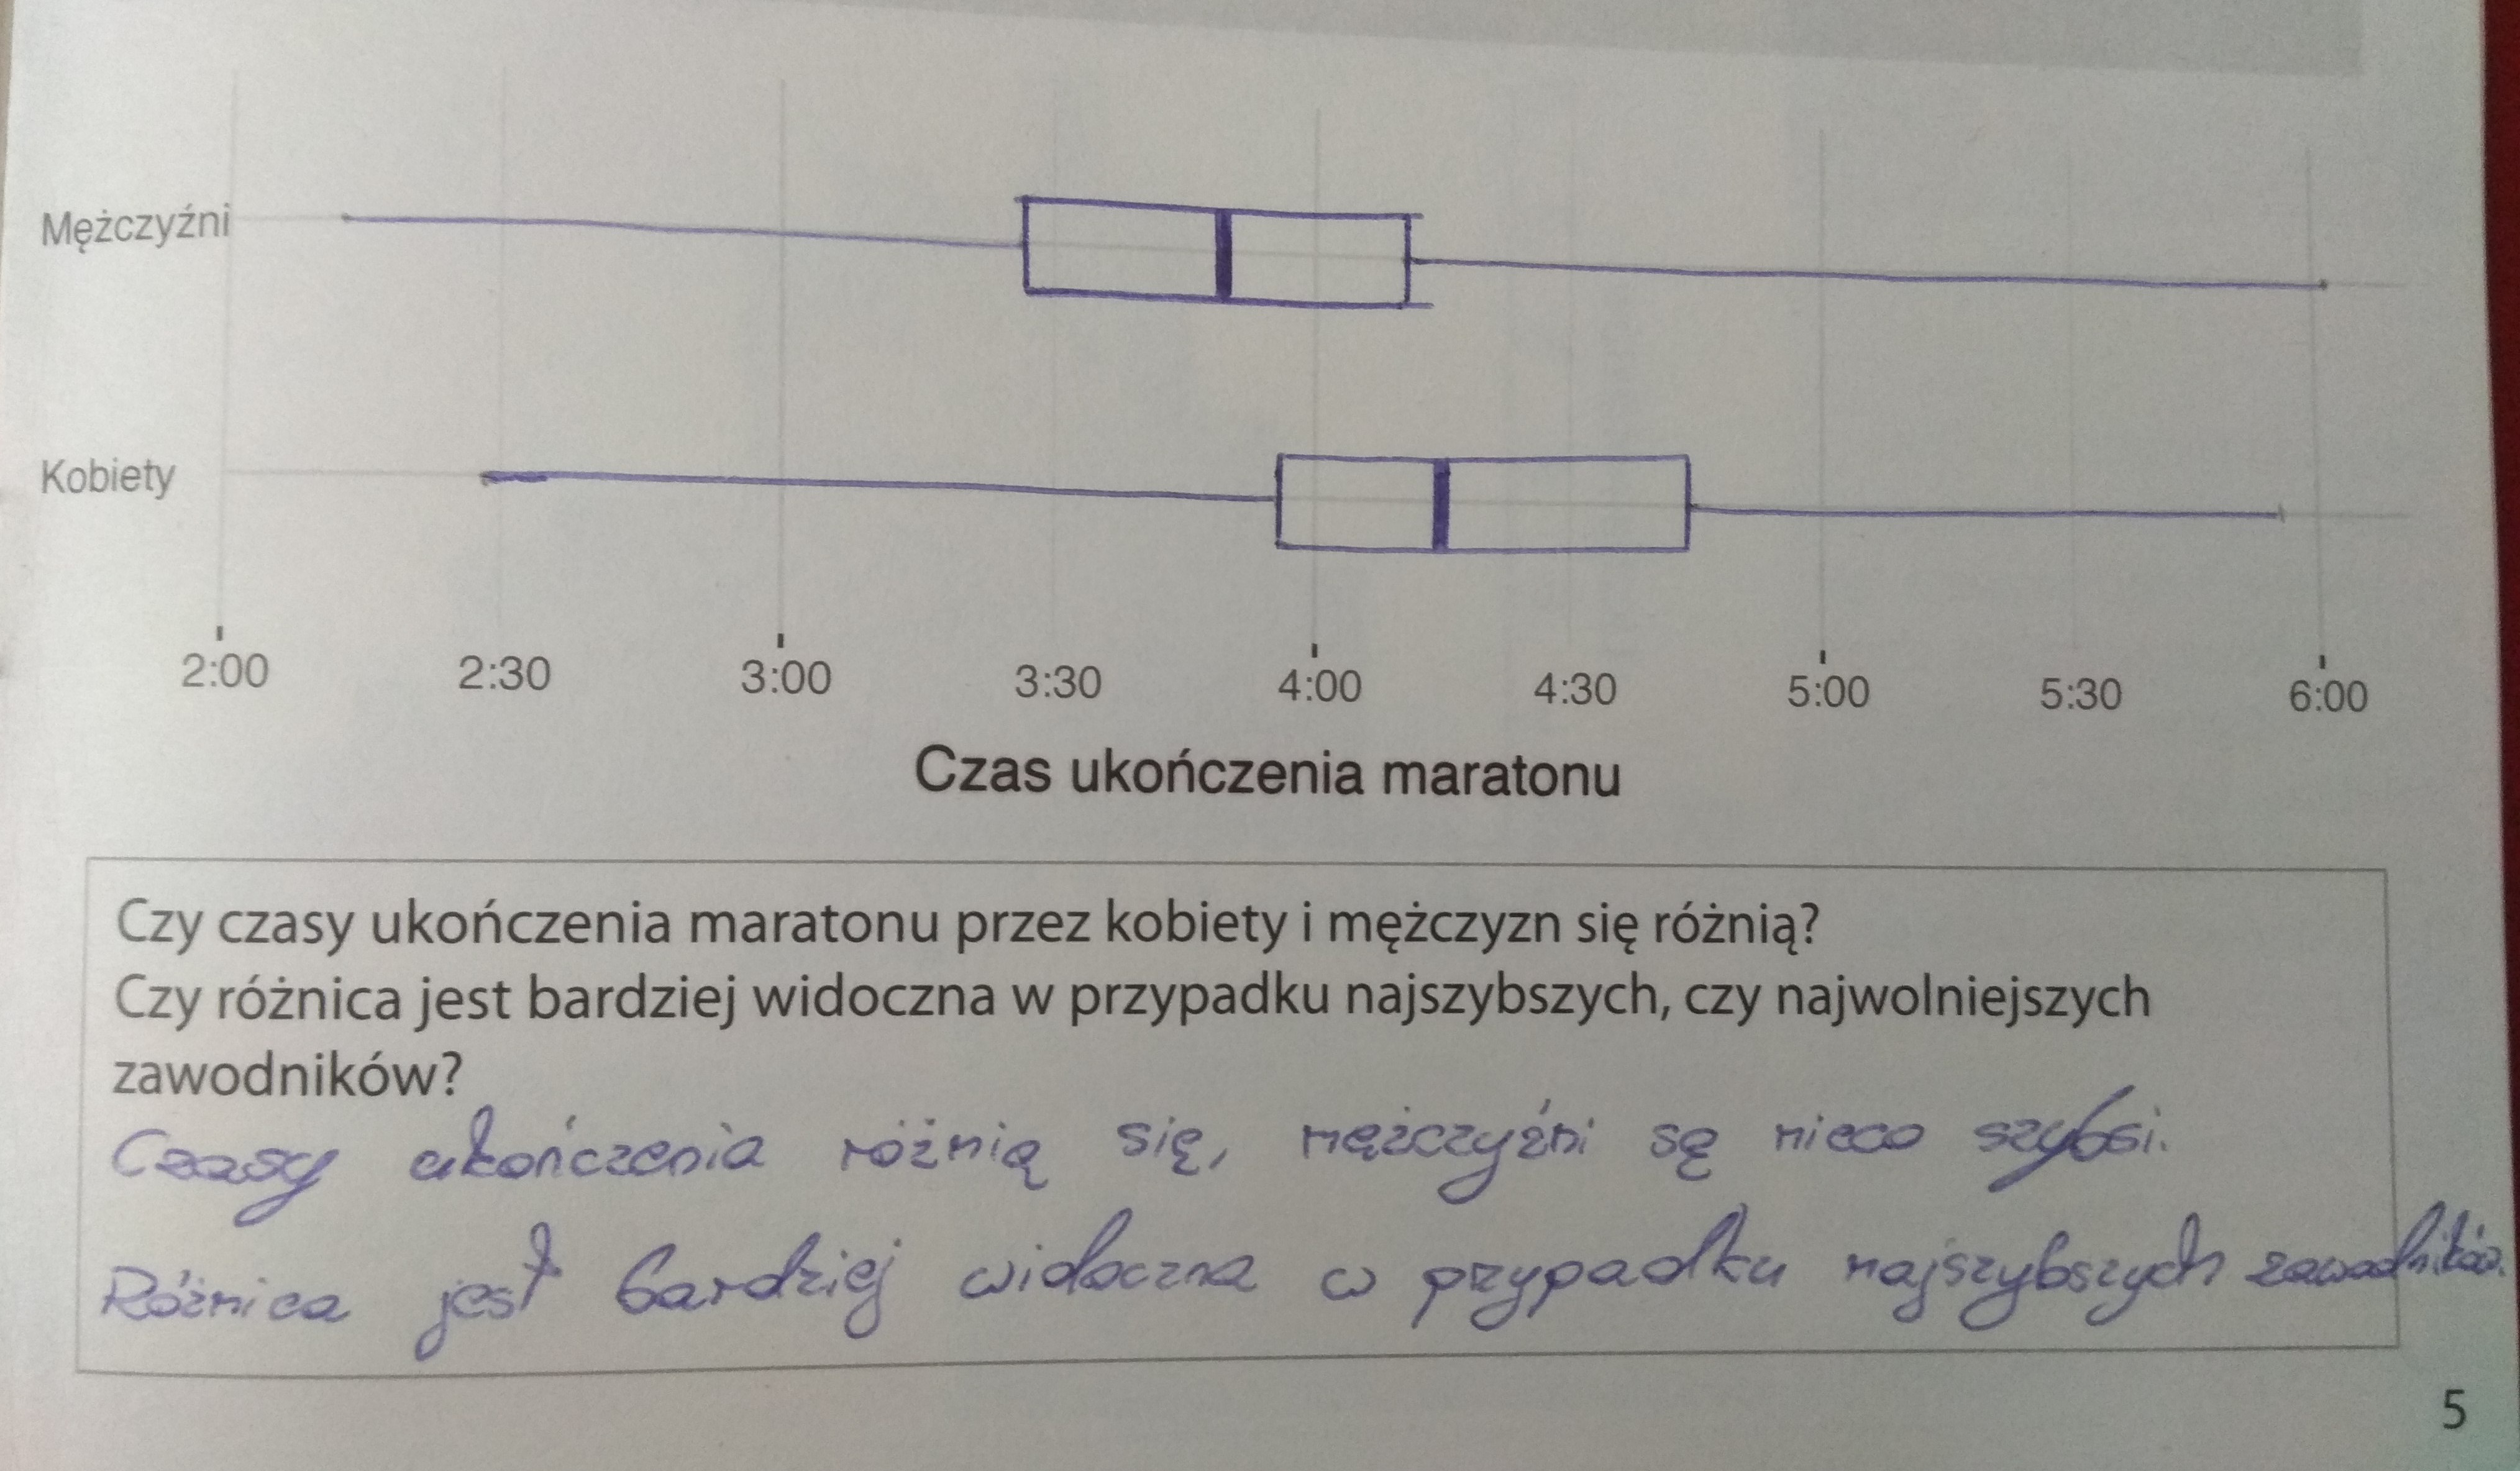 Mężczyźni
Kobiety
2:00 2:30 3:00 3:30 4:00 4:30 5:00 5:30 6:00
Czas ukończenia maratonu
Czy czasy ukończenia maratonu przez kobiety i mężczyzn się różnią?
Czy różnica jest bardziej widoczna w przypadku najszybszych, czy najwolniejszych
zawodników?
Czasy ukończenia różnią się, mężczyźni są nieco szybsi.
Różnica jest bardziej widoczna w przypadku najszybszych zawodników.
5